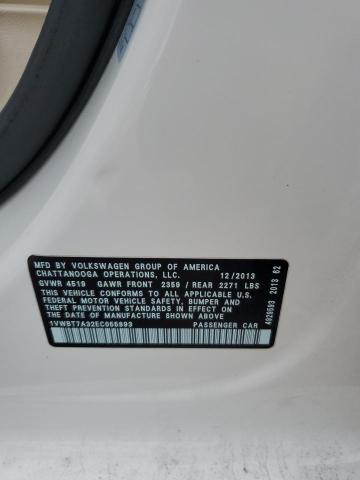 MFD BY VOLKSWAGEN GROUP OF AMERICA
CHATTANOOGA OPERATIONS, LLC. 12/2013
GVWR 4519 GAWR FRONT 2359 / REAR 2271 LBS
THIS VEHICLE CONFORMS TO ALL APPLICABLE U.S.
FEDERAL MOTOR VEHICLE SAFETY, BUMPER AND
THEFT PREVENTION STANDARDS IN EFFECT ON THE
DATE OF MANUFACTURE SHOWN ABOVE
PASSENGER CAR
2013 62